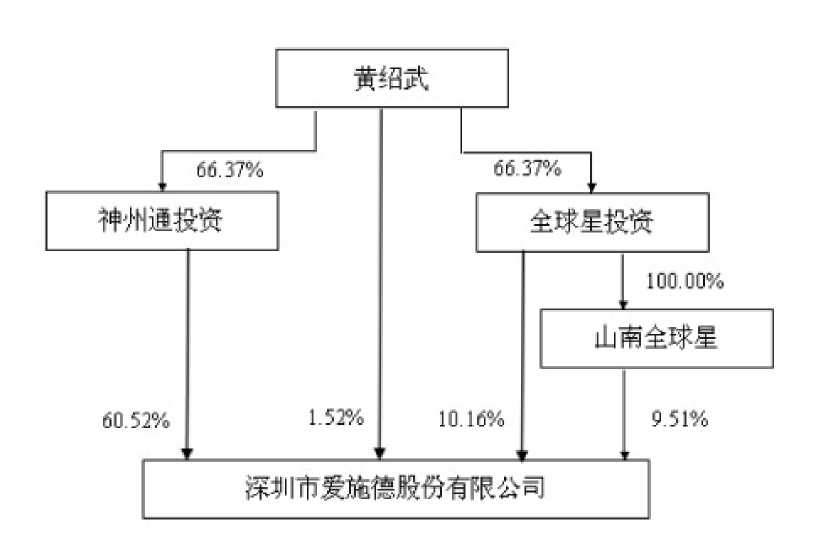 黄绍武
66.37%
66.37%
神州通投资
全球星投资
100.00%
山南全球星
60.52%
1.52%
10.16%
9.51%
深圳市爱施德股份有限公司